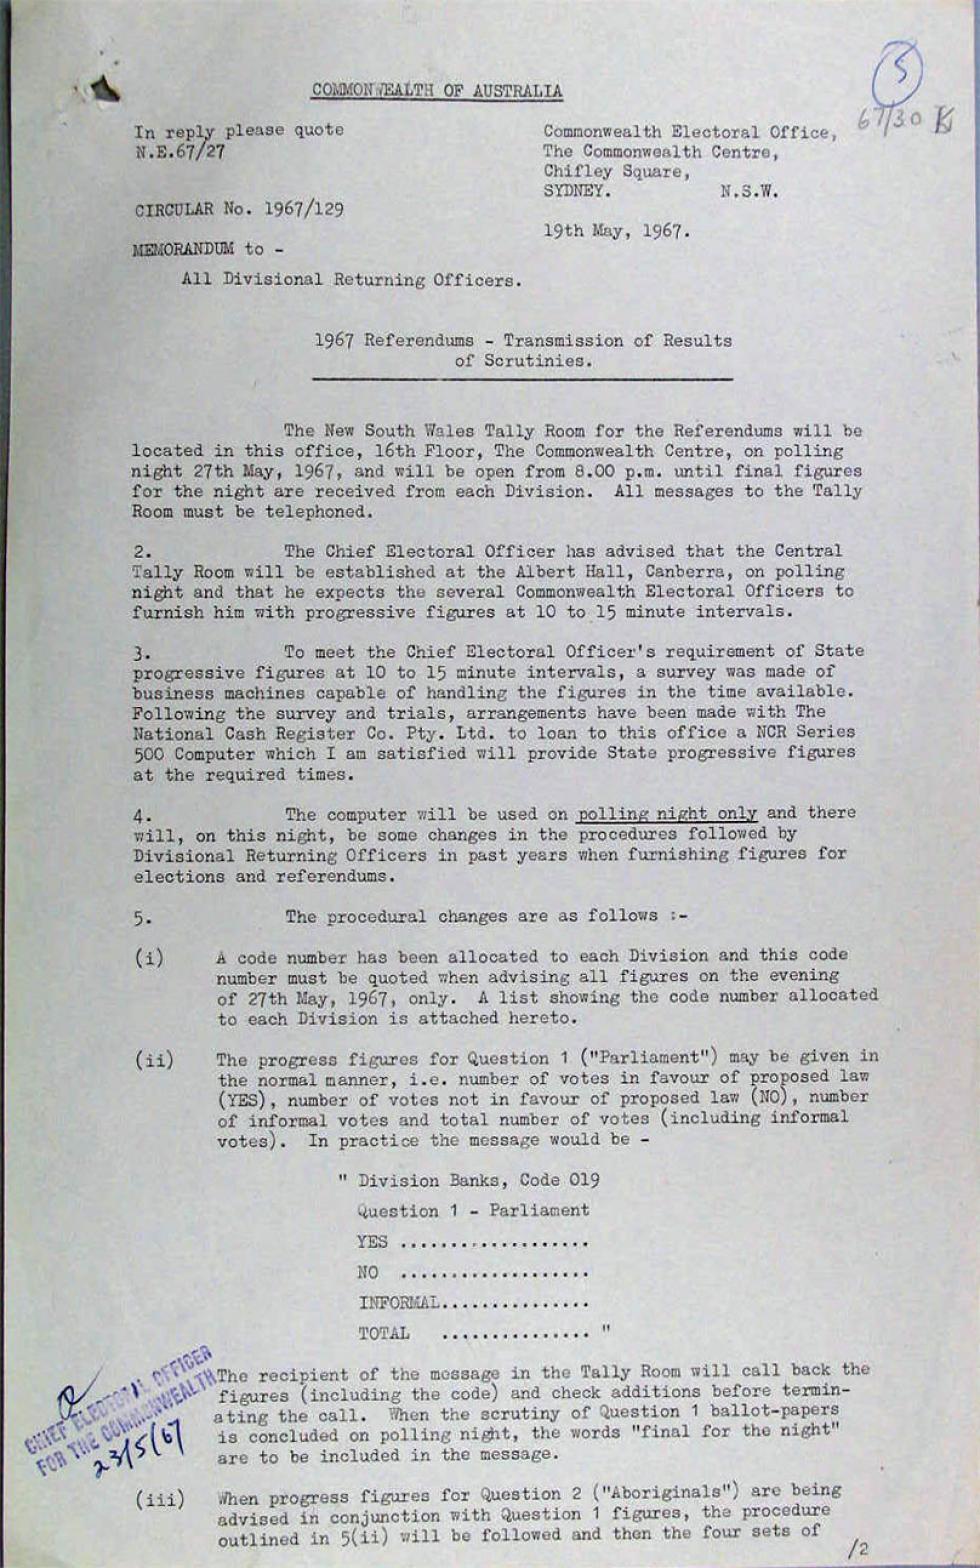 COMMONWEALTH OF AUSTRALIA
5
67/30
In reply please quote
N.E.67/27
Commonwealth Electoral Office,
The Commonwealth Centre,
Chifley Square,
SYDNEY. N.S.W.
CIRCULAR No. 1967/129
19th May, 1967.
MEMORANDUM to -
All Divisional Returning Officers.
1967 Referendums - Transmission of Results
of Scrutinies.
The New South Wales Tally Room for the Referendums will be
located in this office, 16th Floor, The Commonwealth Centre, on polling
night 27th May, 1967, and will be open from 8.00 p.m. until final figures
for the night are received from each Division. All messages to the Tally
Room must be telephoned.
2. The Chief Electoral Officer has advised that the Central
Tally Room will be established at the Albert Hall, Canberra, on polling
night and that he expects the several Commonwealth Electoral Officers to
furnish him with progressive figures at 10 to 15 minute intervals.
3. To meet the Chief Electoral Officer's requirement of State
progressive figures at 10 to 15 minute intervals, a survey was made of
business machines capable of handling the figures in the time available.
Following the survey and trials, arrangements have been made with The
National Cash Register Co. Pty. Ltd. to loan to this office a NCR Series
500 Computer which I am satisfied will provide State progressive figures
at the required times.
4. The computer will be used on polling night only and there
will, on this night, be some changes in the procedures followed by
Divisional Returning Officers in past years when furnishing figures for
elections and referendums.
5. The procedural changes are as follows :-
(i) A code number has been allocated to each Division and this code
number must be quoted when advising all figures on the evening
of 27th May, 1967, only. A list showing the code number allocated
to each Division is attached hereto.
(ii) The progress figures for Question 1 ("Parliament") may be given in
the normal manner, i.e. number of votes in favour of proposed law
(YES), number of votes not in favour of proposed law (NO), number
of informal votes and total number of votes (including informal
votes). In practice the message would be -
" Division Banks, Code 019
Question 1 - Parliament
YES ...................
NO ...................
INFORMAL...............
TOTAL ............... "
The recipient of the message in the Tally Room will call back the
figures (including the code) and check additions before termin-
ating the call. When the scrutiny of Question 1 ballot-papers
is concluded on polling night, the words "final for the night"
are to be included in the message.
CHIEF ELECTORAL OFFICER
FOR THE COMMONWEALTH
23/5/67
(iii) When progress figures for Question 2 ("Aboriginals") are being
advised in conjunction with Question 1 figures, the procedure
outlined in 5(ii) will be followed and then the four sets of
/2